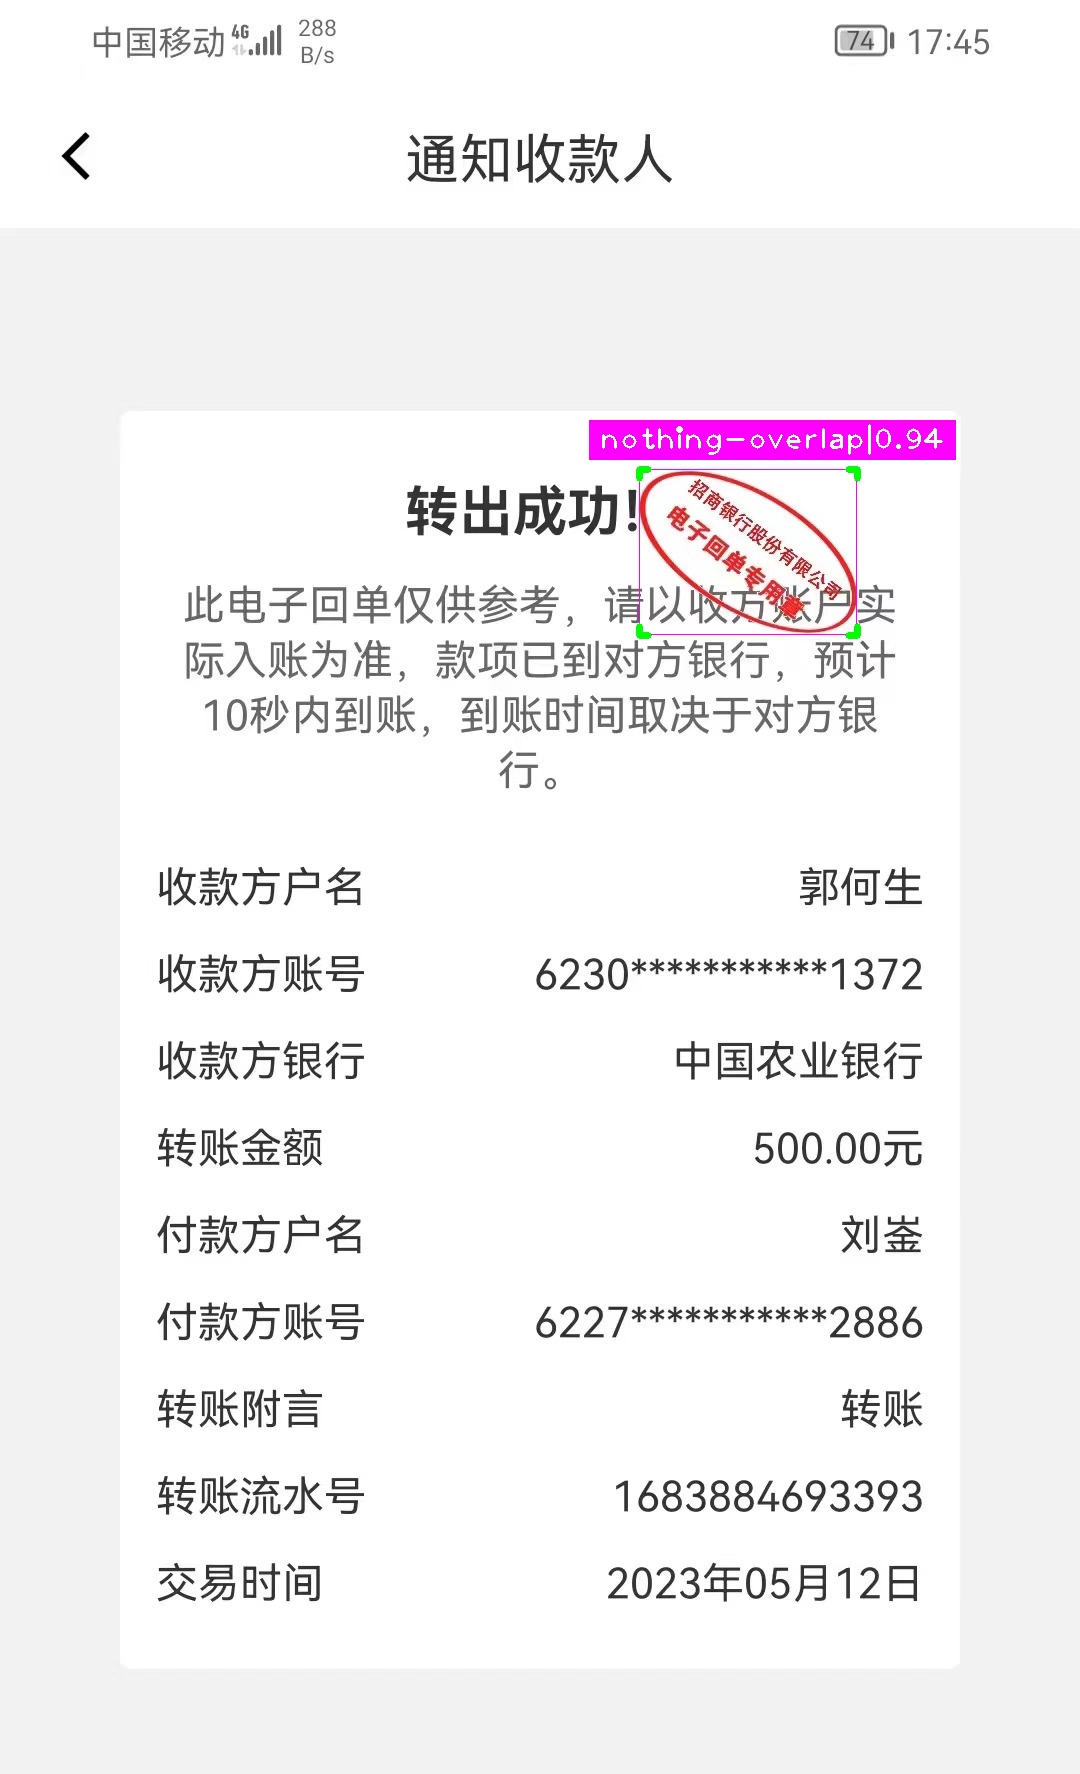 中国移动 4G 288 B/s 74 17:45
通知收款人
nothing-overlap|0.94
转出成功!
招商银行股份有限公司
电子回单专用章
此电子回单仅供参考，请以收方账户实
际入账为准，款项已到对方银行，预计
10秒内到账，到账时间取决于对方银
行。
收款方户名 郭何生
收款方账号 6230***********1372
收款方银行 中国农业银行
转账金额 500.00元
付款方户名 刘崟
付款方账号 6227***********2886
转账附言 转账
转账流水号 1683884693393
交易时间 2023年05月12日